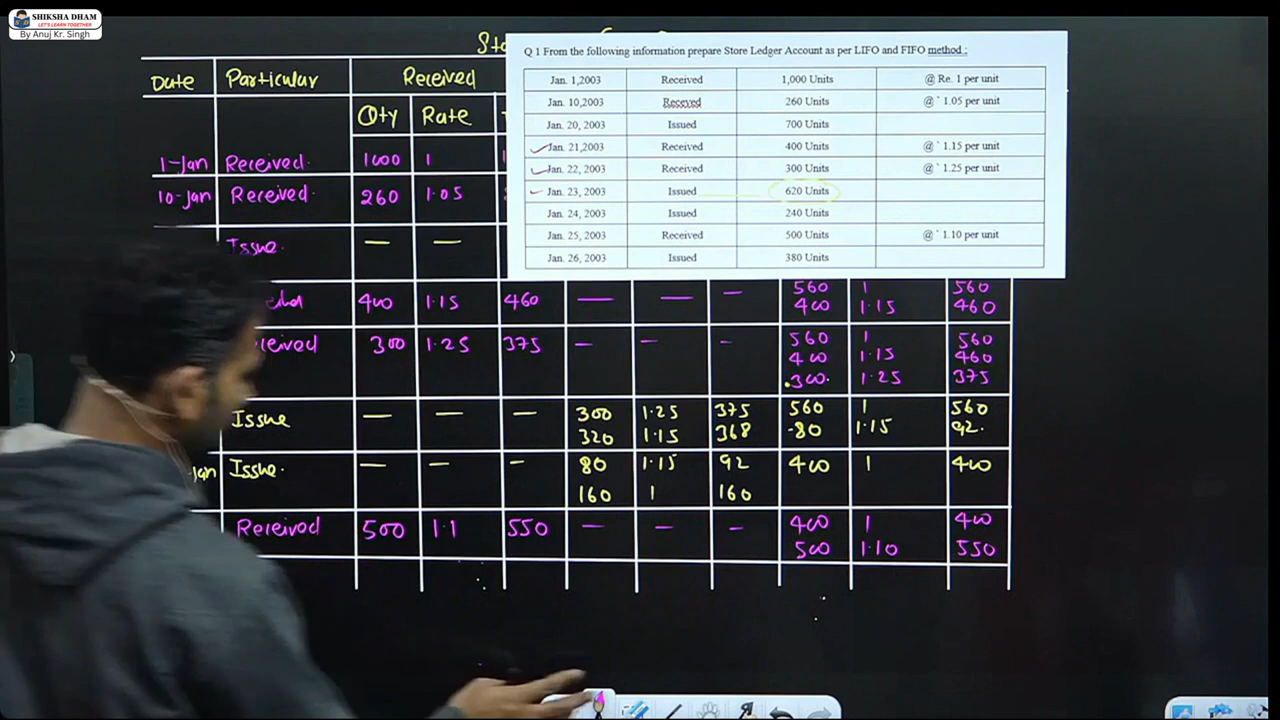 SHIKSHA DHAM
LET'S LEARN TOGETHER
By Anuj Kr. Singh
Q 1 From the following information prepare Store Ledger Account as per LIFO and FIFO method :
Jan. 1,2003 Received 1,000 Units @ Re. 1 per unit
Jan. 10,2003 Receved 260 Units @ ` 1.05 per unit
Jan. 20, 2003 Issued 700 Units
Jan. 21,2003 Received 400 Units @ ` 1.15 per unit
Jan. 22, 2003 Received 300 Units @ ` 1.25 per unit
Jan. 23, 2003 Issued 620 Units
Jan. 24, 2003 Issued 240 Units
Jan. 25, 2003 Received 500 Units @ ` 1.10 per unit
Jan. 26, 2003 Issued 380 Units
Date Particular Received
Qty Rate
1-Jan Received. 1000 1
10-Jan Received. 260 1.05
Issue. — —
560 1 560
400 1.15 460 — — — 400 1.15 460
300 1.25 375 — — — 560 1 560
400 1.15 460
300. 1.25 375
Issue — — — 300 1.25 375 560 1 560
320 1.15 368 80 1.15 92.
Issue. — — — 80 1.15 92 400 1 400
160 1 160
Received 500 1.1 550 — — — 400 1 400
500 1.10 550